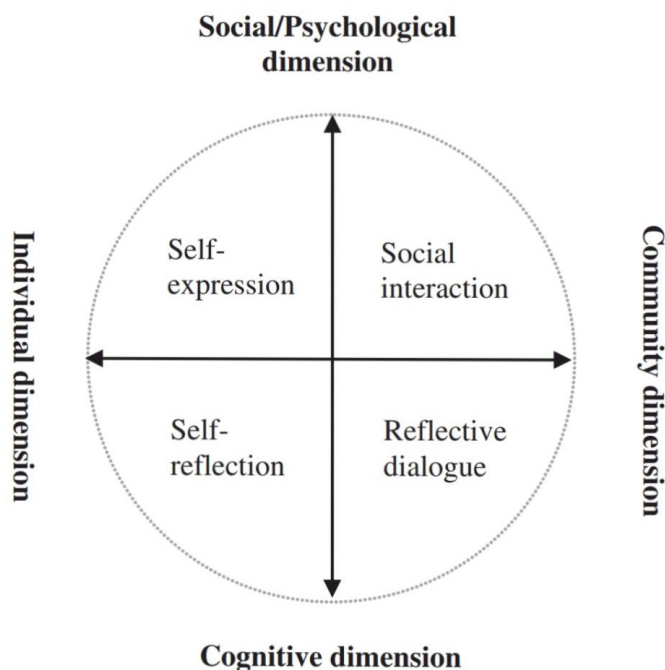 Social/Psychological
dimension
Individual dimension
Self-
expression
Social
interaction
Community dimension
Self-
reflection
Reflective
dialogue
Cognitive dimension